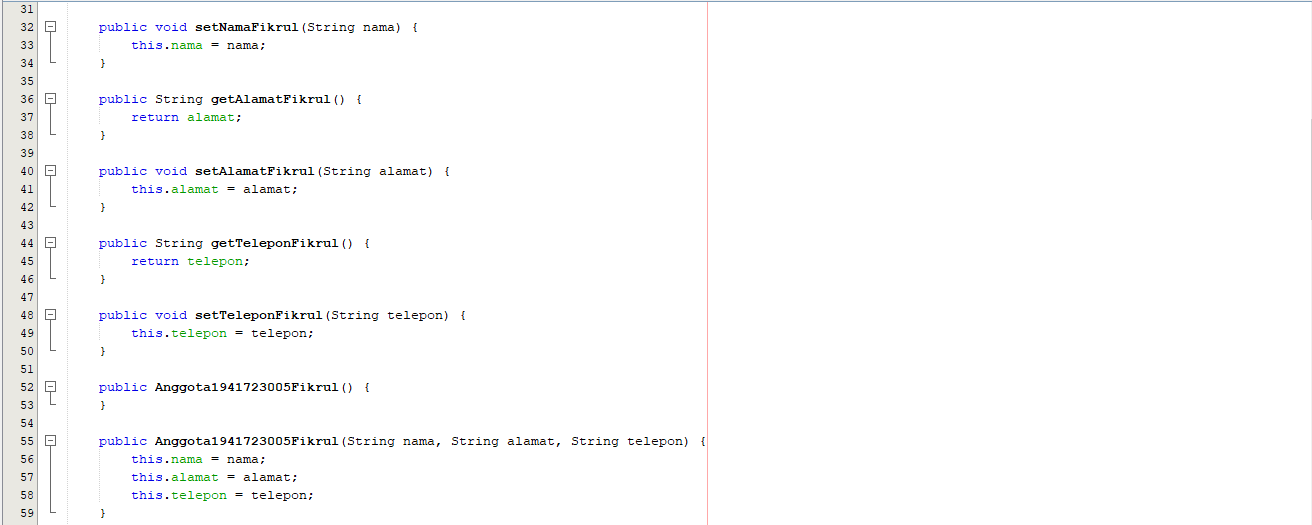 31
32 public void setNamaFikrul(String nama) {
33 this.nama = nama;
34 }
35
36 public String getAlamatFikrul() {
37 return alamat;
38 }
39
40 public void setAlamatFikrul(String alamat) {
41 this.alamat = alamat;
42 }
43
44 public String getTeleponFikrul() {
45 return telepon;
46 }
47
48 public void setTeleponFikrul(String telepon) {
49 this.telepon = telepon;
50 }
51
52 public Anggota1941723005Fikrul() {
53 }
54
55 public Anggota1941723005Fikrul(String nama, String alamat, String telepon) {
56 this.nama = nama;
57 this.alamat = alamat;
58 this.telepon = telepon;
59 }